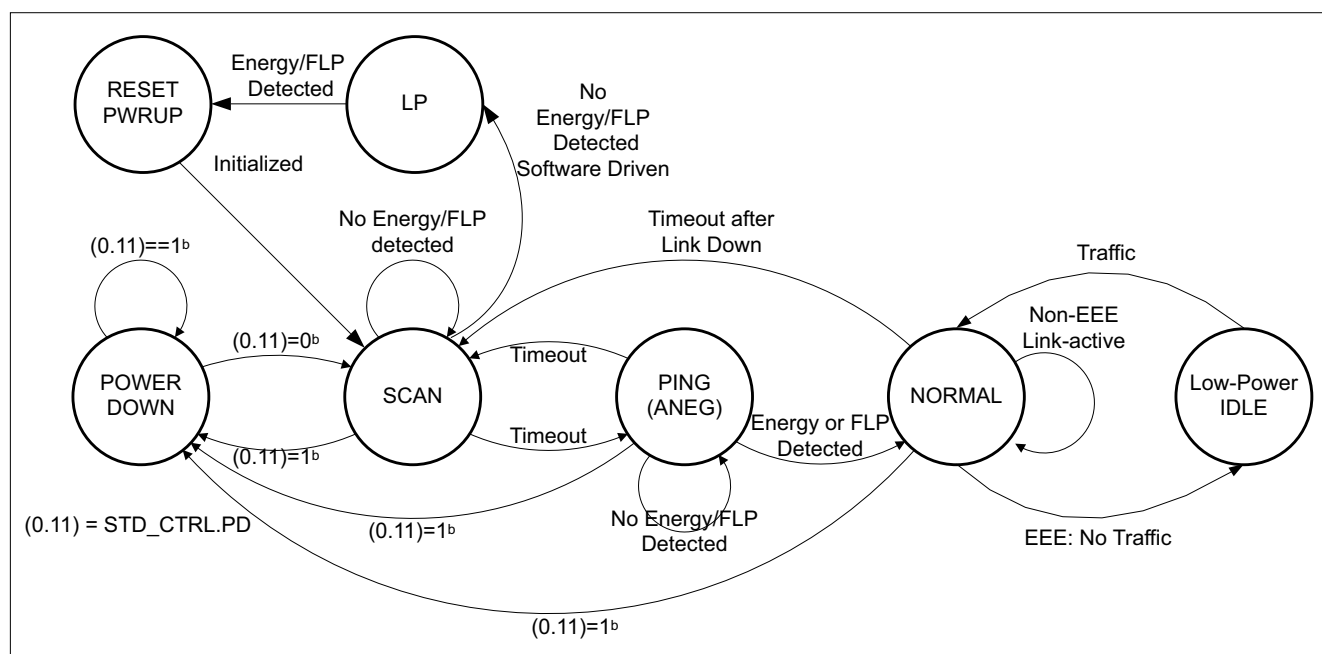 Energy/FLP
Detected
RESET
PWRUP
LP
No
Energy/FLP
Detected
Software Driven
Initialized
No Energy/FLP
detected
Timeout after
Link Down
(0.11)==1ᵇ
Traffic
Non-EEE
Link-active
(0.11)=0ᵇ
Timeout
POWER
DOWN
SCAN
PING
(ANEG)
NORMAL
Low-Power
IDLE
Energy or FLP
Detected
Timeout
(0.11)=1ᵇ
(0.11) = STD_CTRL.PD
(0.11)=1ᵇ
No Energy/FLP
Detected
EEE: No Traffic
(0.11)=1ᵇ